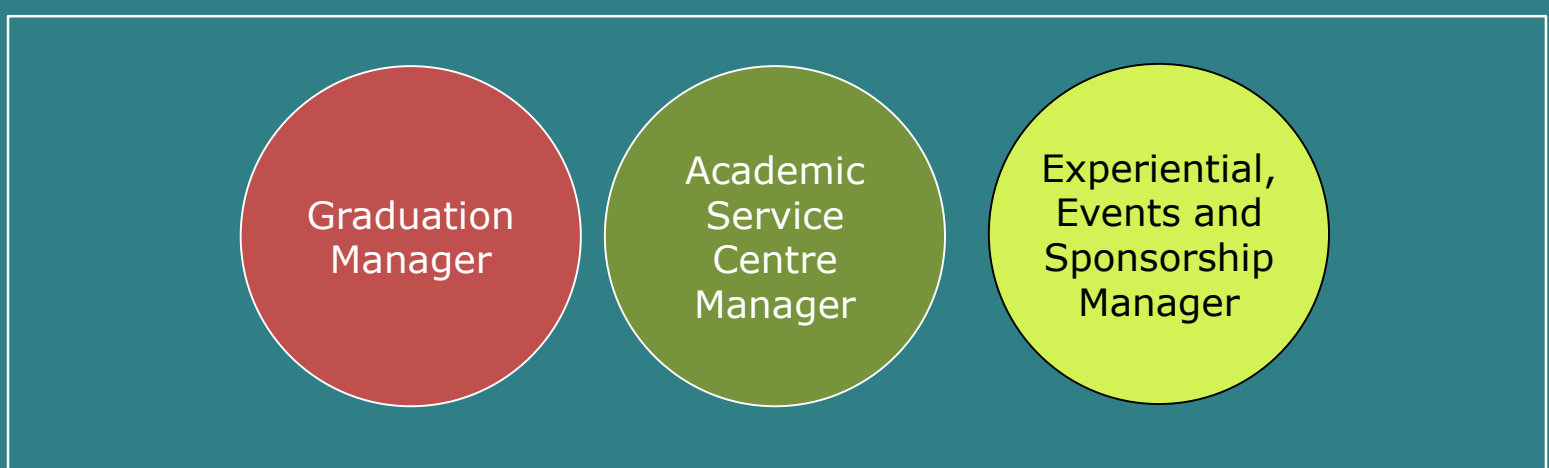 Graduation
Manager
Academic
Service
Centre
Manager
Experiential,
Events and
Sponsorship
Manager